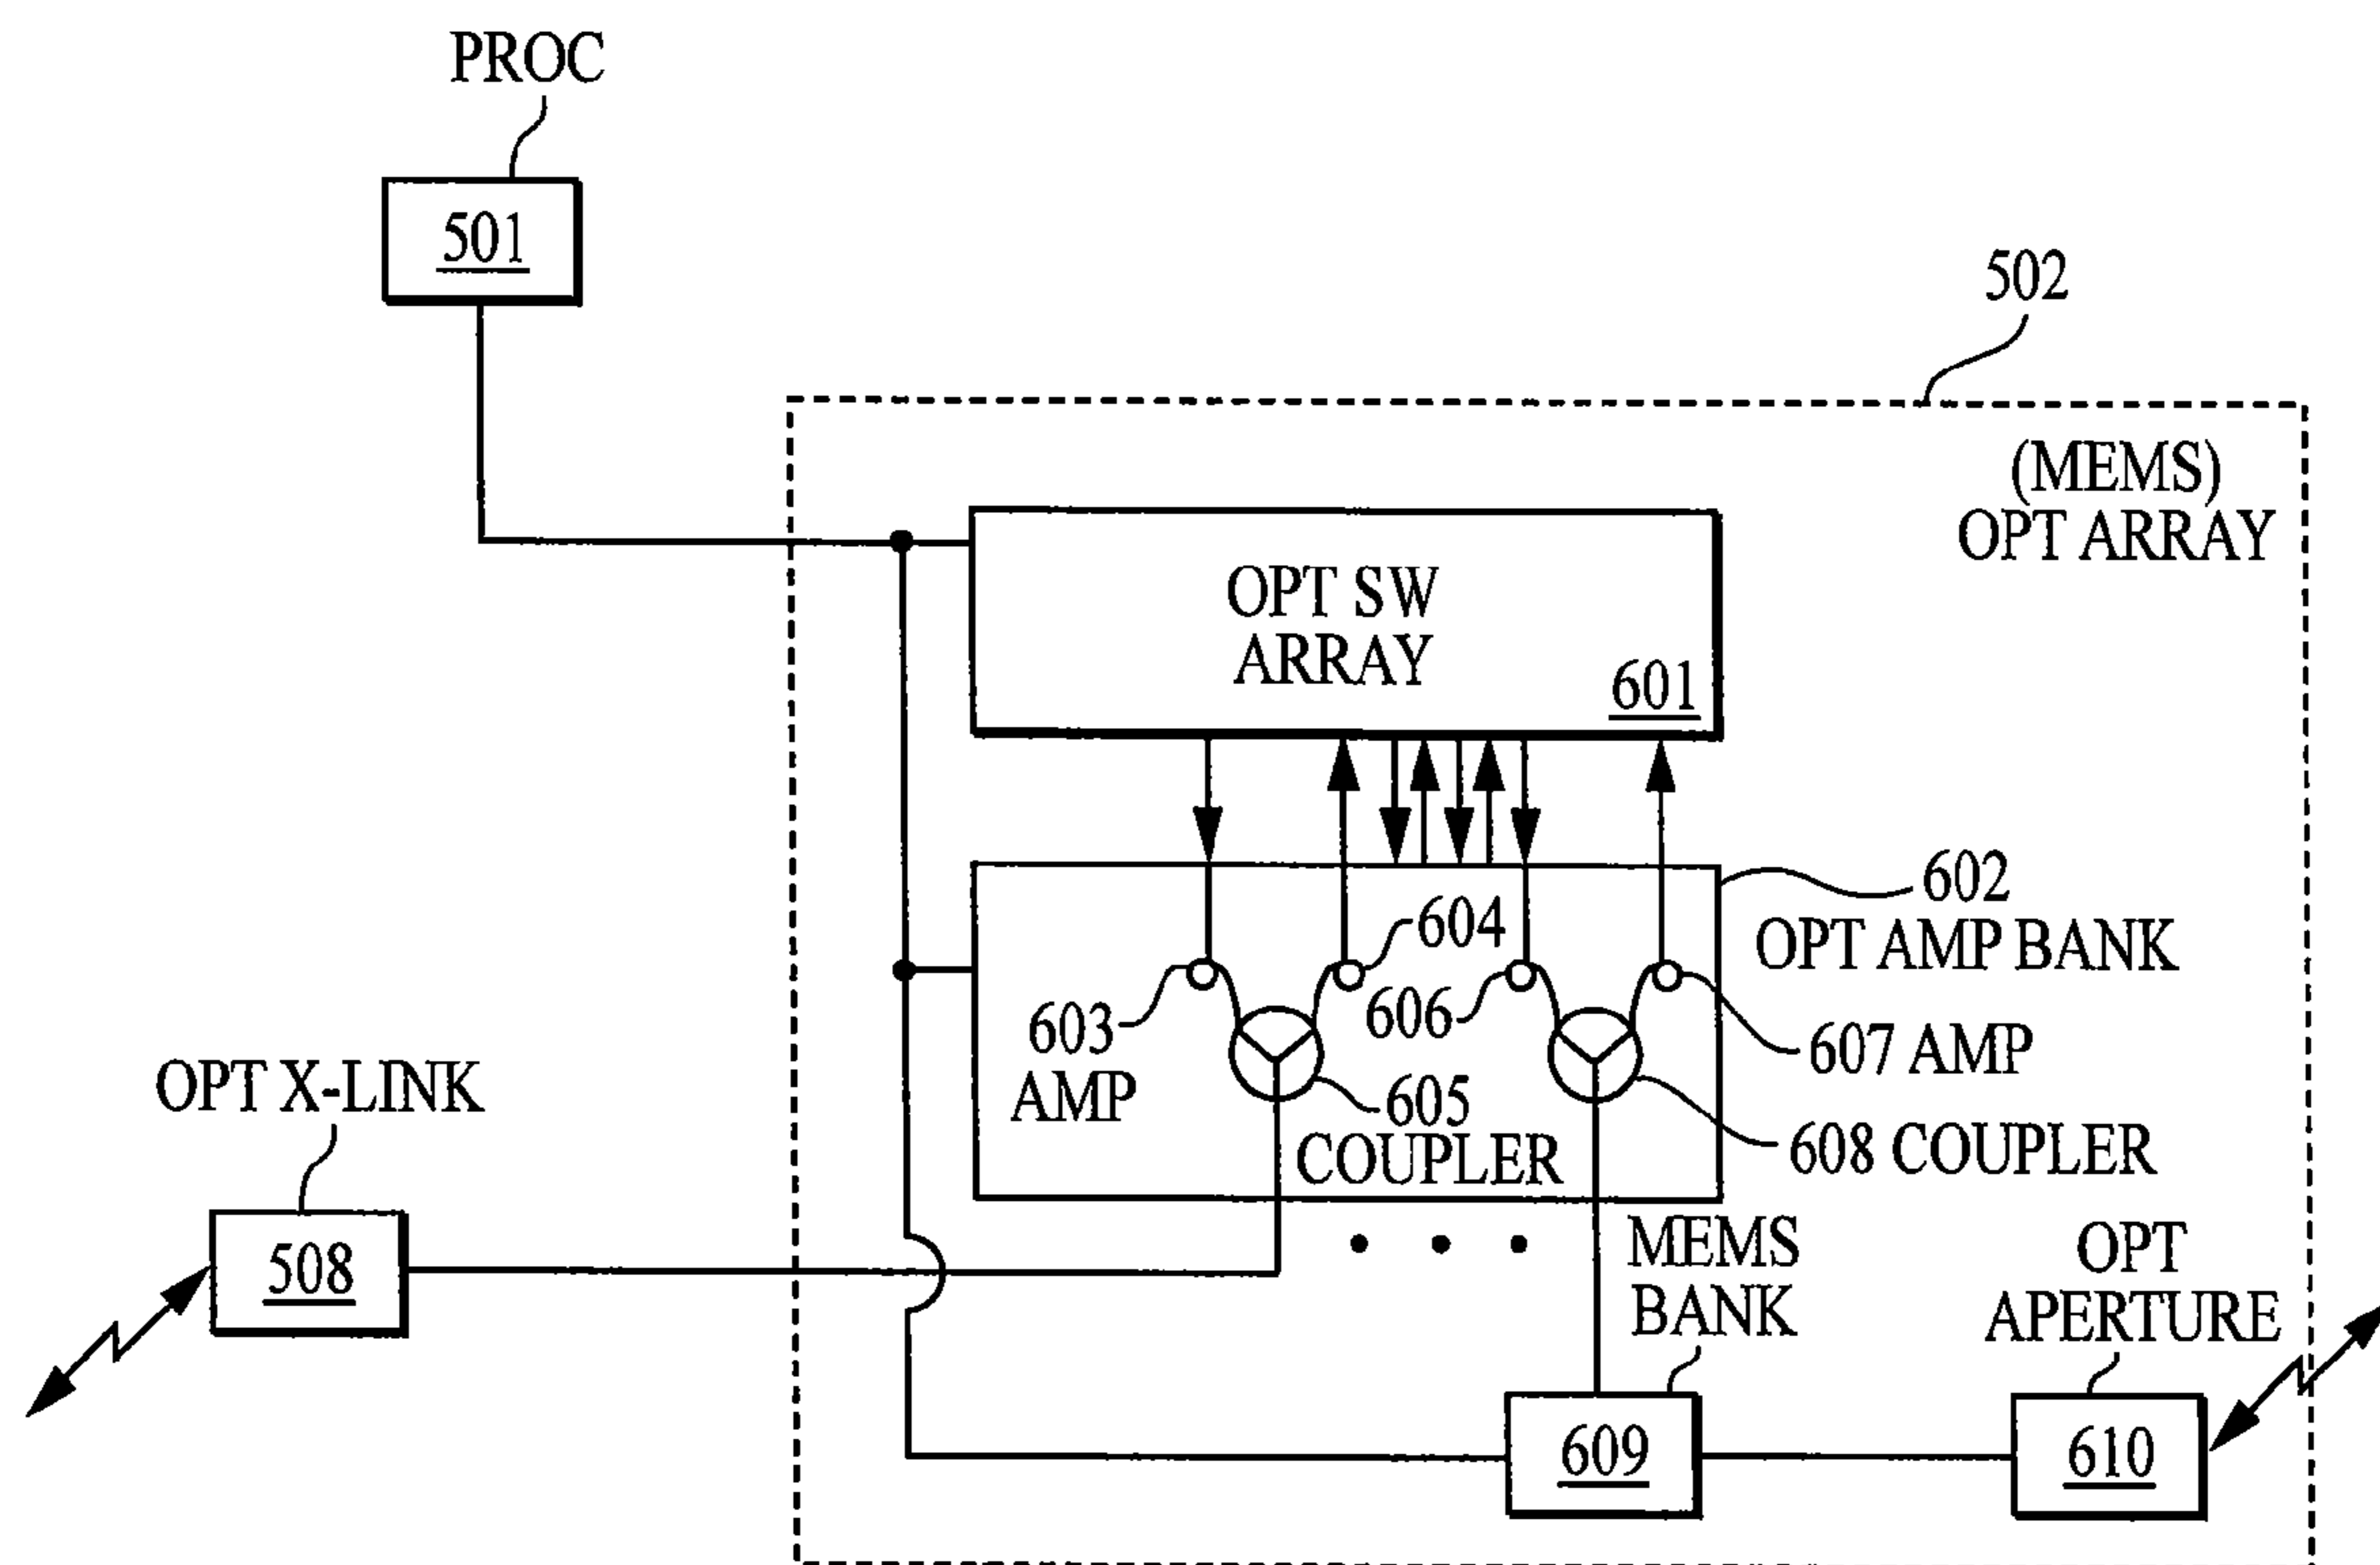 PROC
501
502
(MEMS)
OPT ARRAY
OPT SW
ARRAY
601
602
OPT AMP BANK
604
603
AMP
606
607 AMP
605
COUPLER
608 COUPLER
OPT X-LINK
508
MEMS
BANK
609
OPT
APERTURE
610